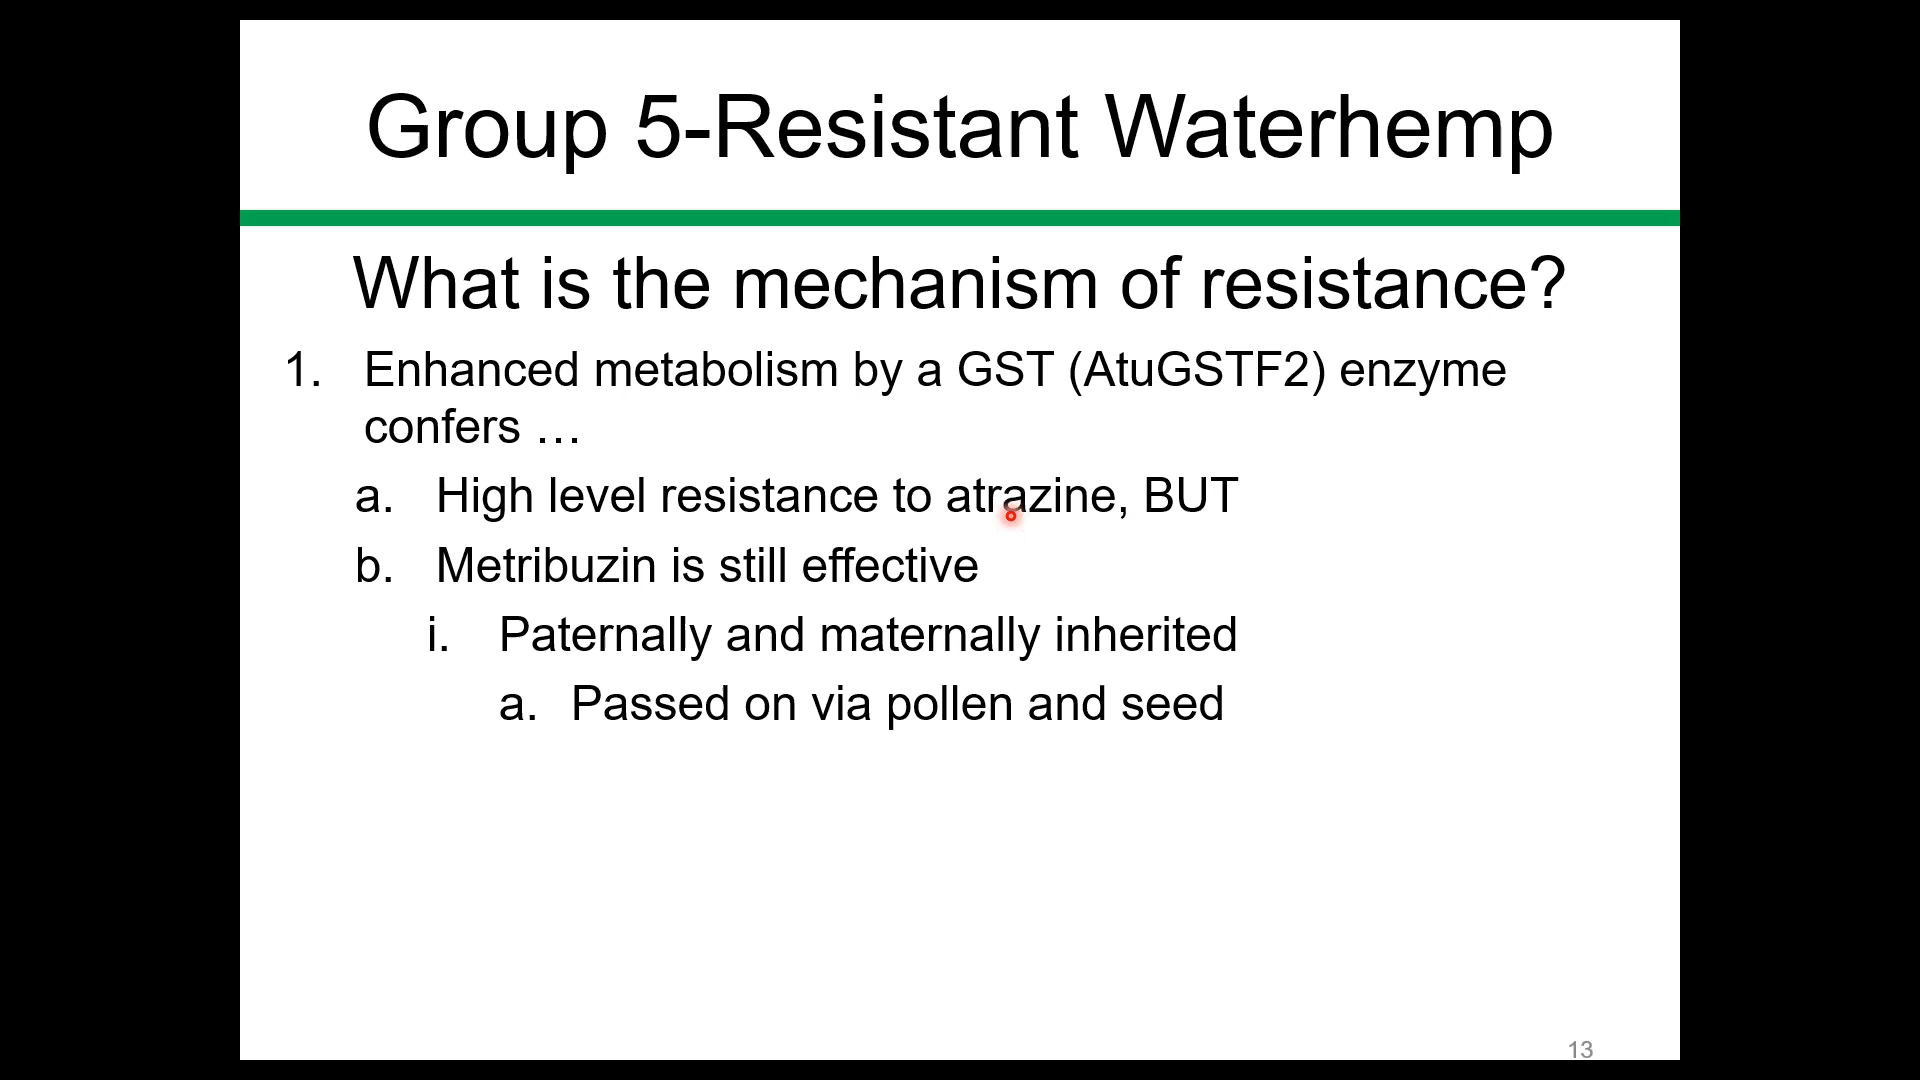 Group 5-Resistant Waterhemp
What is the mechanism of resistance?
1. Enhanced metabolism by a GST (AtuGSTF2) enzyme
confers …
a. High level resistance to atrazine, BUT
b. Metribuzin is still effective
i. Paternally and maternally inherited
a. Passed on via pollen and seed
13